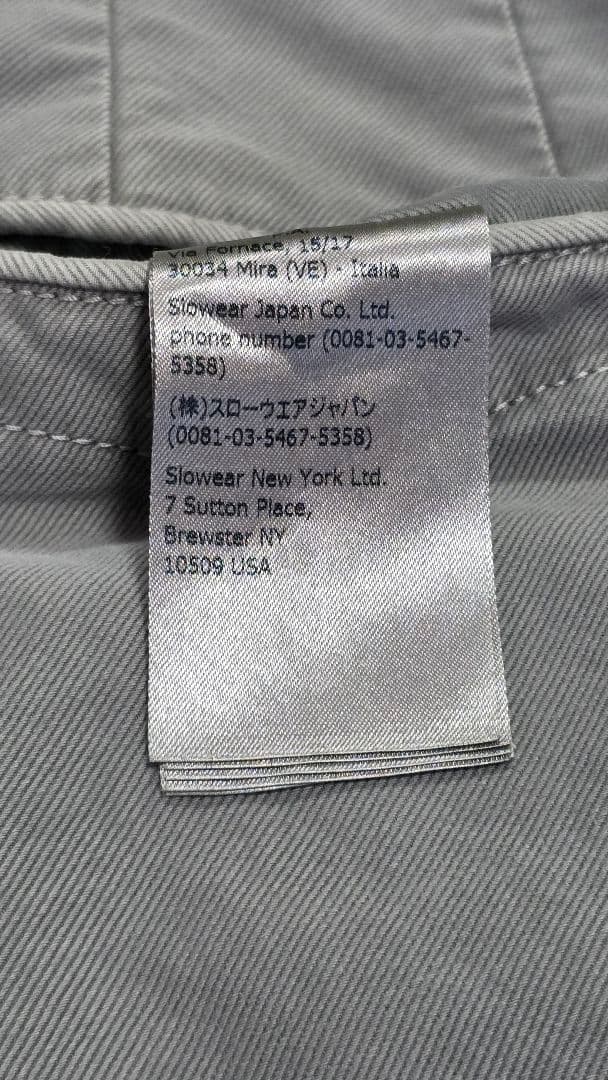 Via Fornace, 15/17
30034 Mira (VE) - Italia
Slowear Japan Co. Ltd.
phone number (0081-03-5467-
5358)
(株)スローウエアジャパン
(0081-03-5467-5358)
Slowear New York Ltd.
7 Sutton Place,
Brewster NY
10509 USA